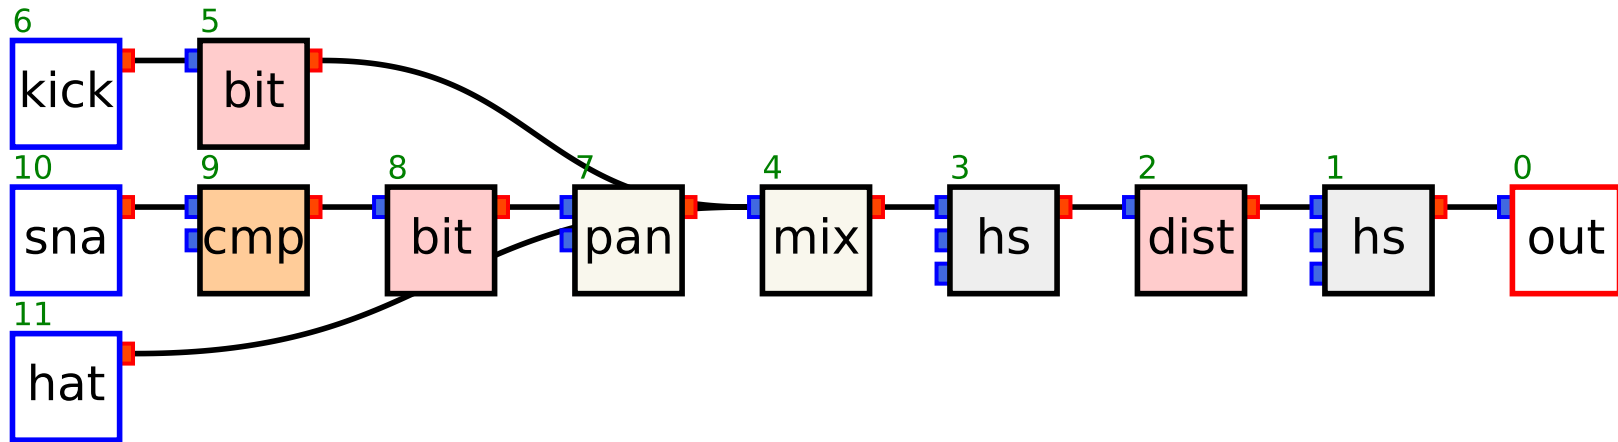 6 5
kick bit
10 9 8 7 4 3 2 1 0
sna cmp bit pan mix hs dist hs out
11
hat